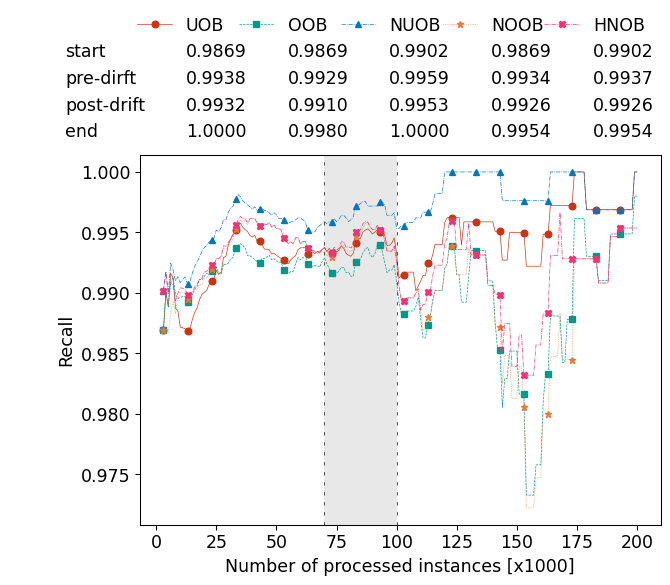 UOB OOB NUOB NOOB HNOB
start 0.9869 0.9869 0.9902 0.9869 0.9902
pre-dirft 0.9938 0.9929 0.9959 0.9934 0.9937
post-drift 0.9932 0.9910 0.9953 0.9926 0.9926
end 1.0000 0.9980 1.0000 0.9954 0.9954
1.000
0.995
0.990
0.985
0.980
0.975
Recall
0 25 50 75 100 125 150 175 200
Number of processed instances [x1000]